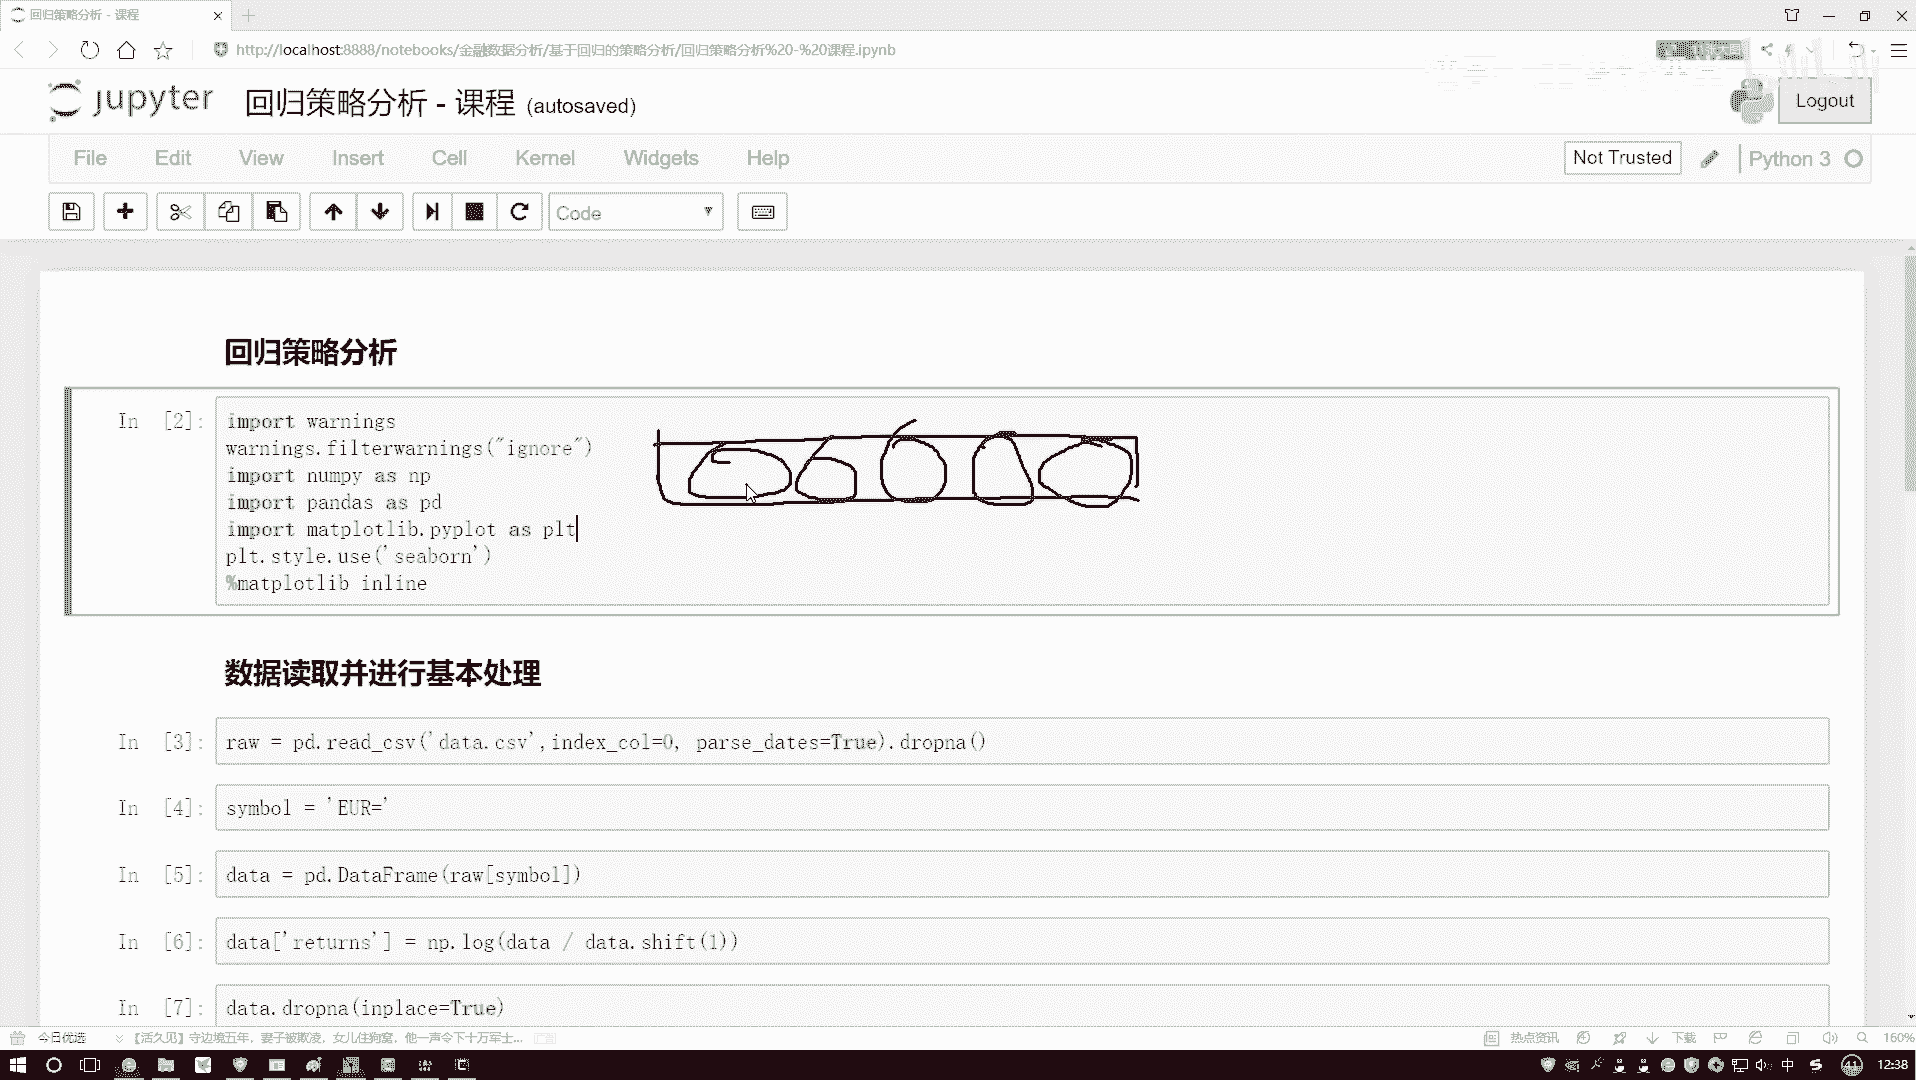 回归策略分析 - 课程
http://localhost:8888/notebooks/金融数据分析/基于回归的策略分析/回归策略分析%20-%20课程.ipynb
jupyter 回归策略分析 - 课程 (autosaved)
Logout
File Edit View Insert Cell Kernel Widgets Help
Not Trusted
Python 3
Code
回归策略分析
In [2]:
import warnings
warnings.filterwarnings("ignore")
import numpy as np
import pandas as pd
import matplotlib.pyplot as plt
plt.style.use('seaborn')
%matplotlib inline
数据读取并进行基本处理
In [3]: raw = pd.read_csv('data.csv',index_col=0, parse_dates=True).dropna()
In [4]: symbol = 'EUR='
In [5]: data = pd.DataFrame(raw[symbol])
In [6]: data['returns'] = np.log(data / data.shift(1))
In [7]: data.dropna(inplace=True)
今日优选 【活久见】守边境五年，妻子被欺凌，女儿住狗窝，他一声令下十万军士... 热点资讯 下载 160%
中 41 12:38